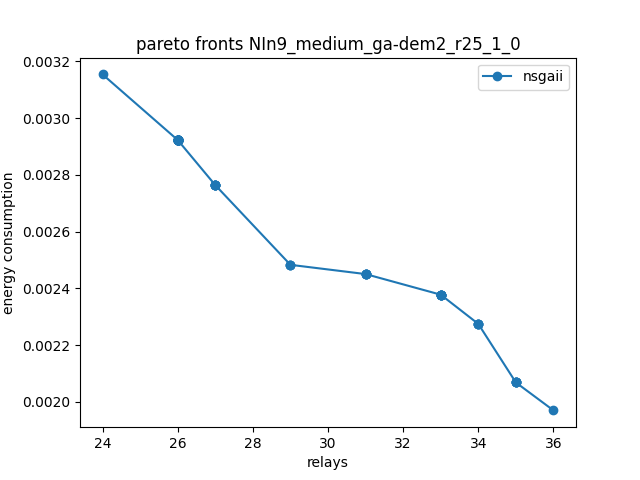 pareto fronts NIn9_medium_ga-dem2_r25_1_0
nsgaii
energy consumption
0.0032
0.0030
0.0028
0.0026
0.0024
0.0022
0.0020
24 26 28 30 32 34 36
relays